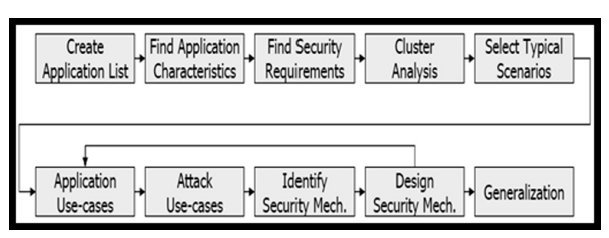 Create
Application List
Find Application
Characteristics
Find Security
Requirements
Cluster
Analysis
Select Typical
Scenarios
Application
Use-cases
Attack
Use-cases
Identify
Security Mech.
Design
Security Mech.
Generalization